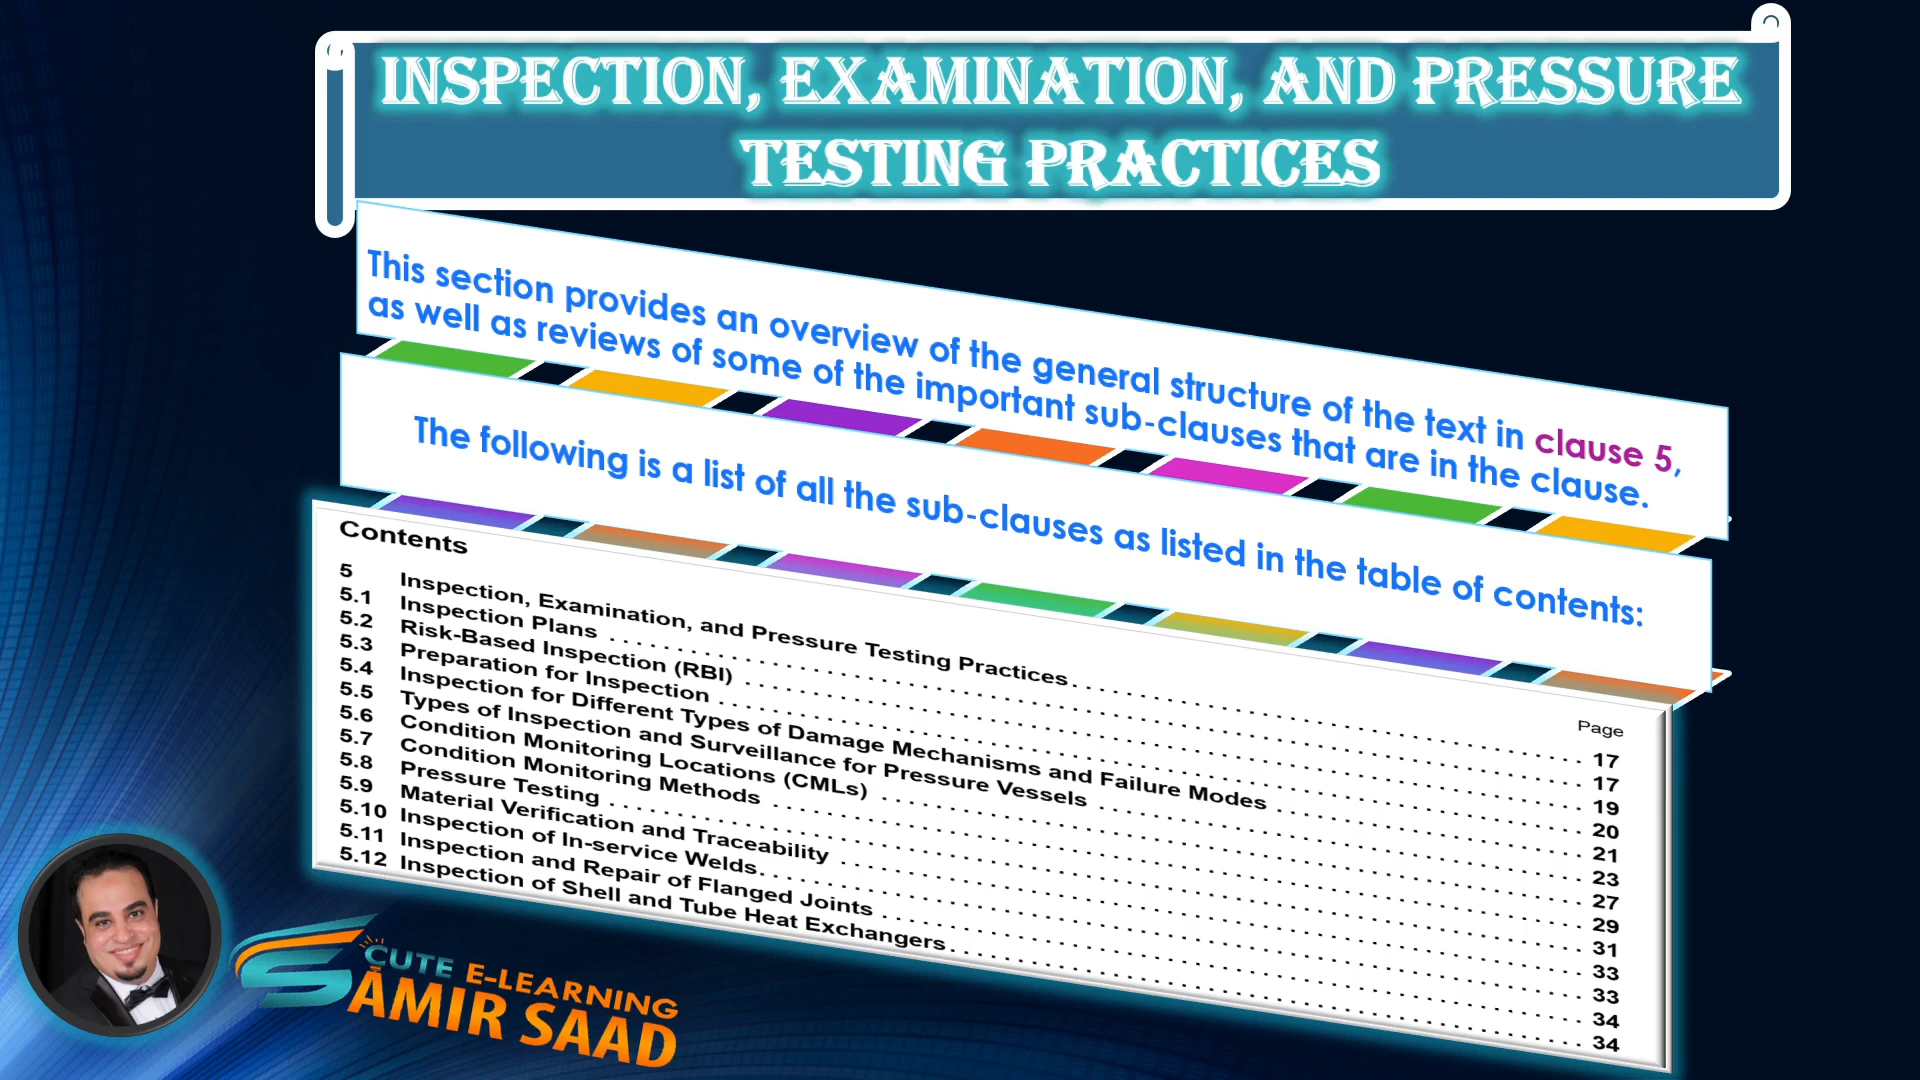 INSPECTION, EXAMINATION, AND PRESSURE
TESTING PRACTICES
This section provides an overview of the general structure of the text in clause 5,
as well as reviews of some of the important sub-clauses that are in the clause.
The following is a list of all the sub-clauses as listed in the table of contents:
Contents
Page
5 Inspection, Examination, and Pressure Testing Practices 17
5.1 Inspection Plans 17
5.2 Risk-Based Inspection (RBI) 19
5.3 Preparation for Inspection 20
5.4 Inspection for Different Types of Damage Mechanisms and Failure Modes 21
5.5 Types of Inspection and Surveillance for Pressure Vessels 23
5.6 Condition Monitoring Locations (CMLs) 27
5.7 Condition Monitoring Methods 29
5.8 Pressure Testing 31
5.9 Material Verification and Traceability 33
5.10 Inspection of In-service Welds 33
5.11 Inspection and Repair of Flanged Joints 34
5.12 Inspection of Shell and Tube Heat Exchangers 34
CUTE E-LEARNING
SĀMIR SAAD